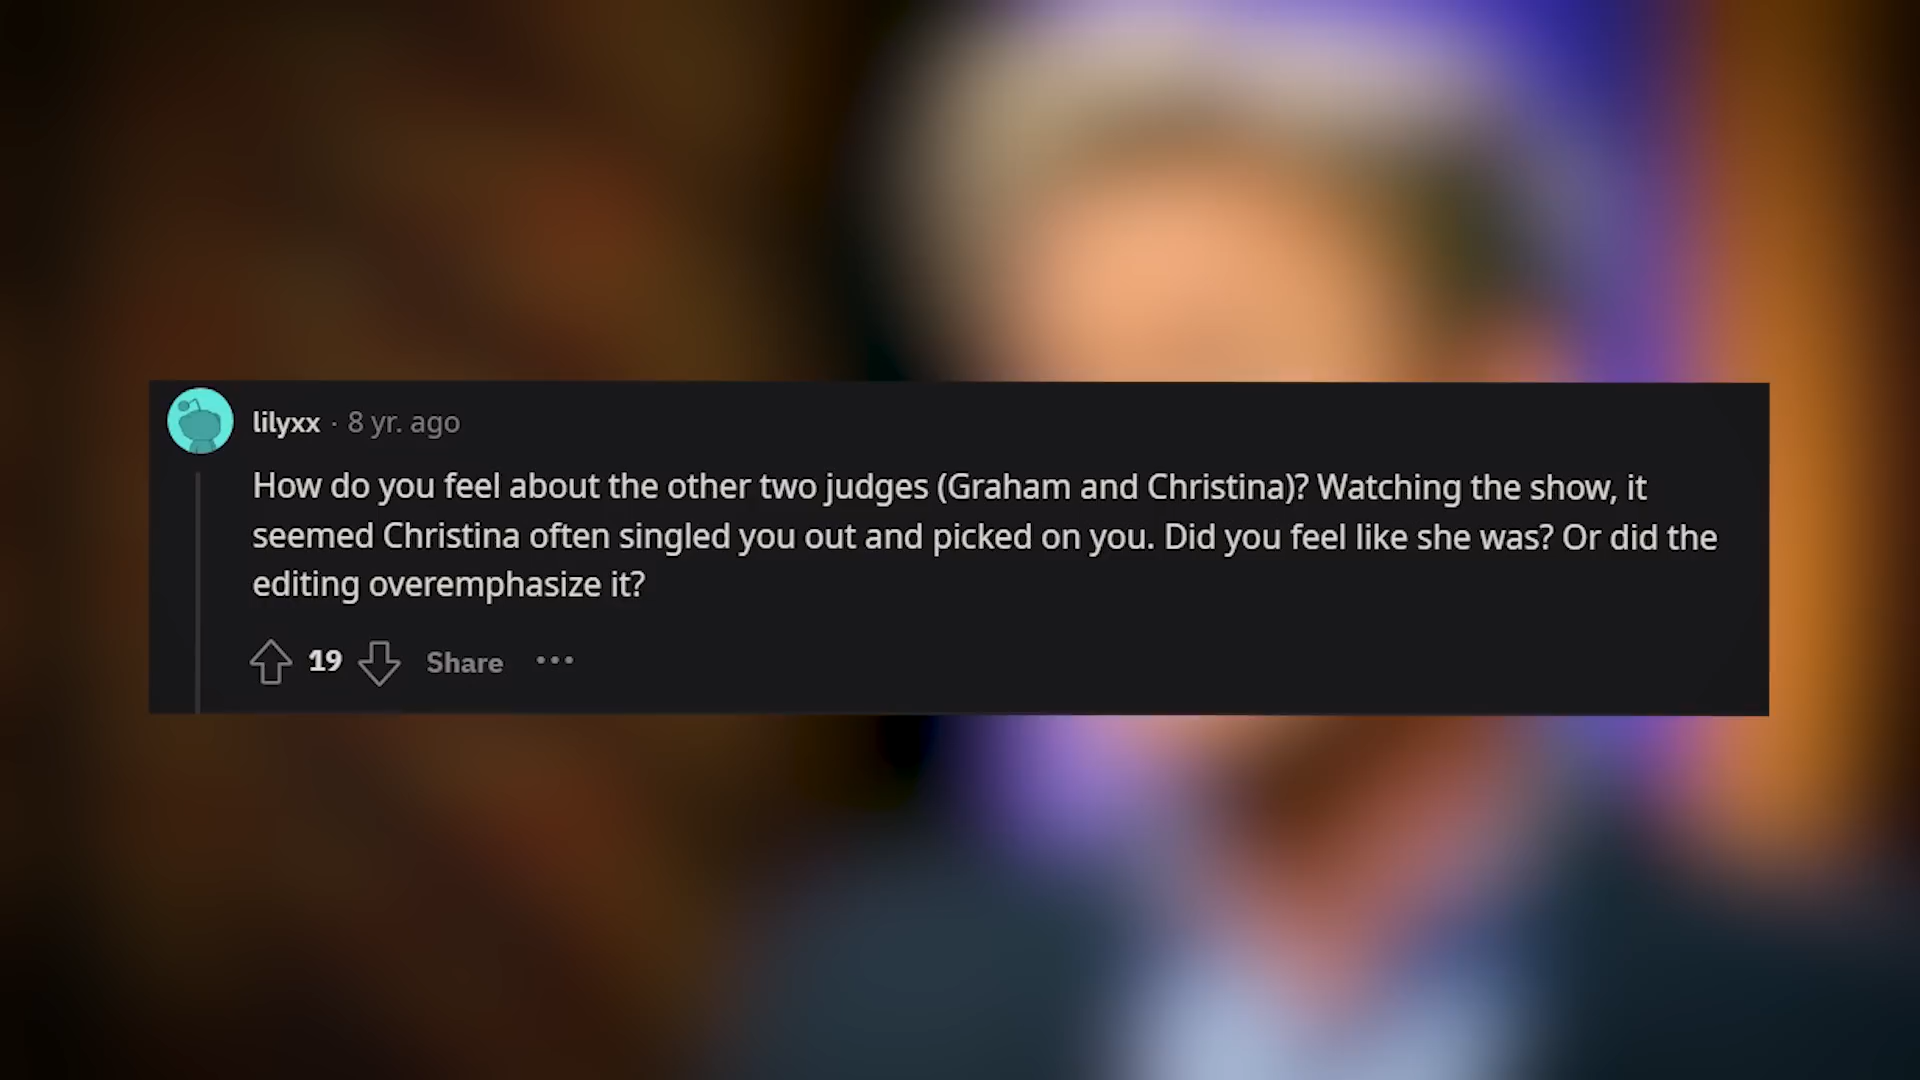 lilyxx · 8 yr. ago
How do you feel about the other two judges (Graham and Christina)? Watching the show, it
seemed Christina often singled you out and picked on you. Did you feel like she was? Or did the
editing overemphasize it?
19 Share ···